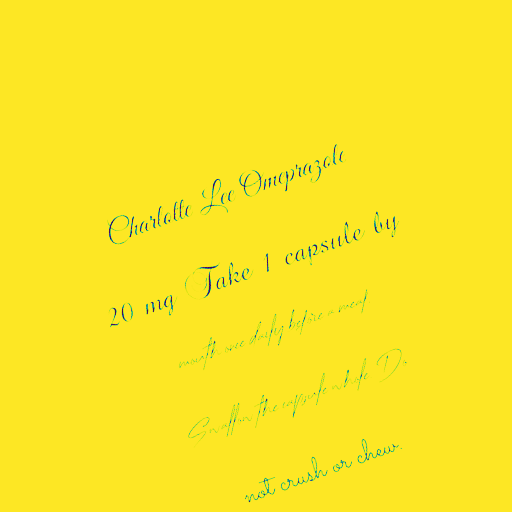 Charlotte Lee Omeprazole
20 mg Take 1 capsule by
mouth once daily before a meal
Swallow the capsule whole Do
not crush or chew.